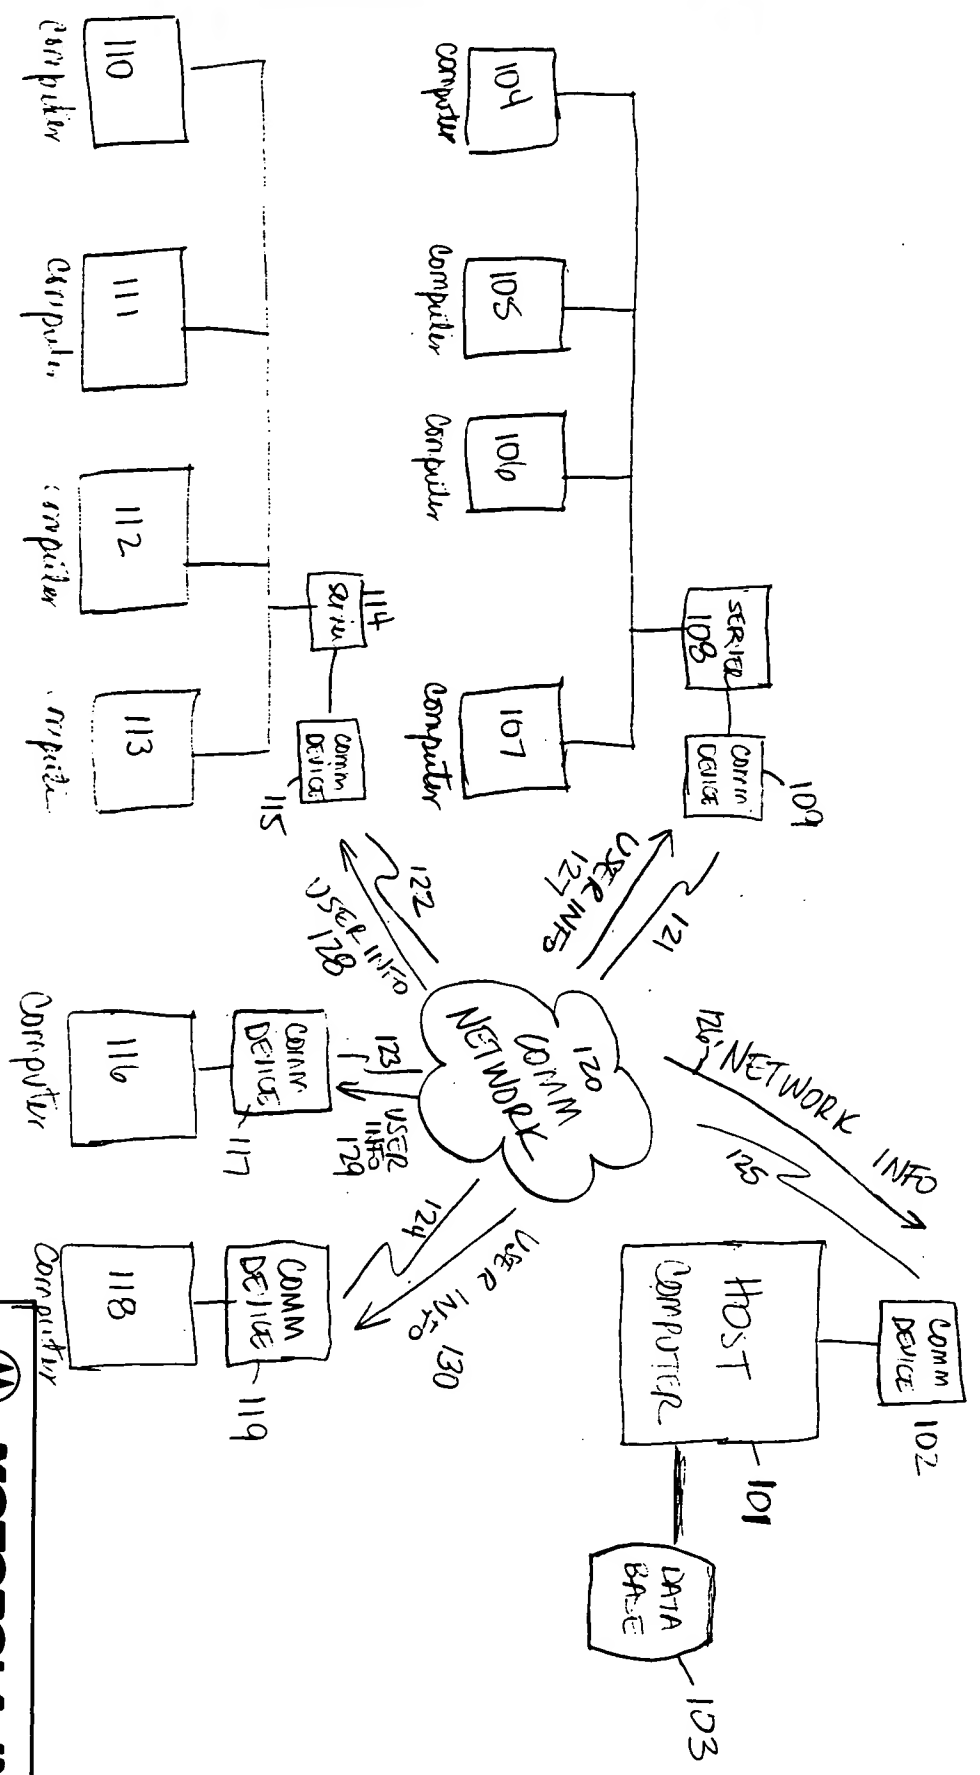 COMM
DEVICE
102
HOST
COMPUTER
101
DATA
BASE
103
126
NETWORK INFO
125
SERVER
108
COMM
DEVICE
109
104
computer
105
Computer
106
Computer
107
Computer
USER INFO
127
121
120
COMM
NETWORK
114
COMM
DEVICE
115
110
Computer
111
Computer
112
113
122
USER INFO
128
123
USER
INFO
129
COMM
DEVICE
117
116
Computer
124
USER INFO 130
COMM
DEVICE
119
118
Computer